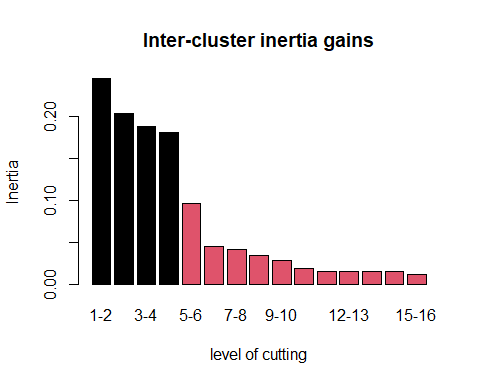 Inter-cluster inertia gains
Inertia
0.20
0.10
0.00
1-2 3-4 5-6 7-8 9-10 12-13 15-16
level of cutting